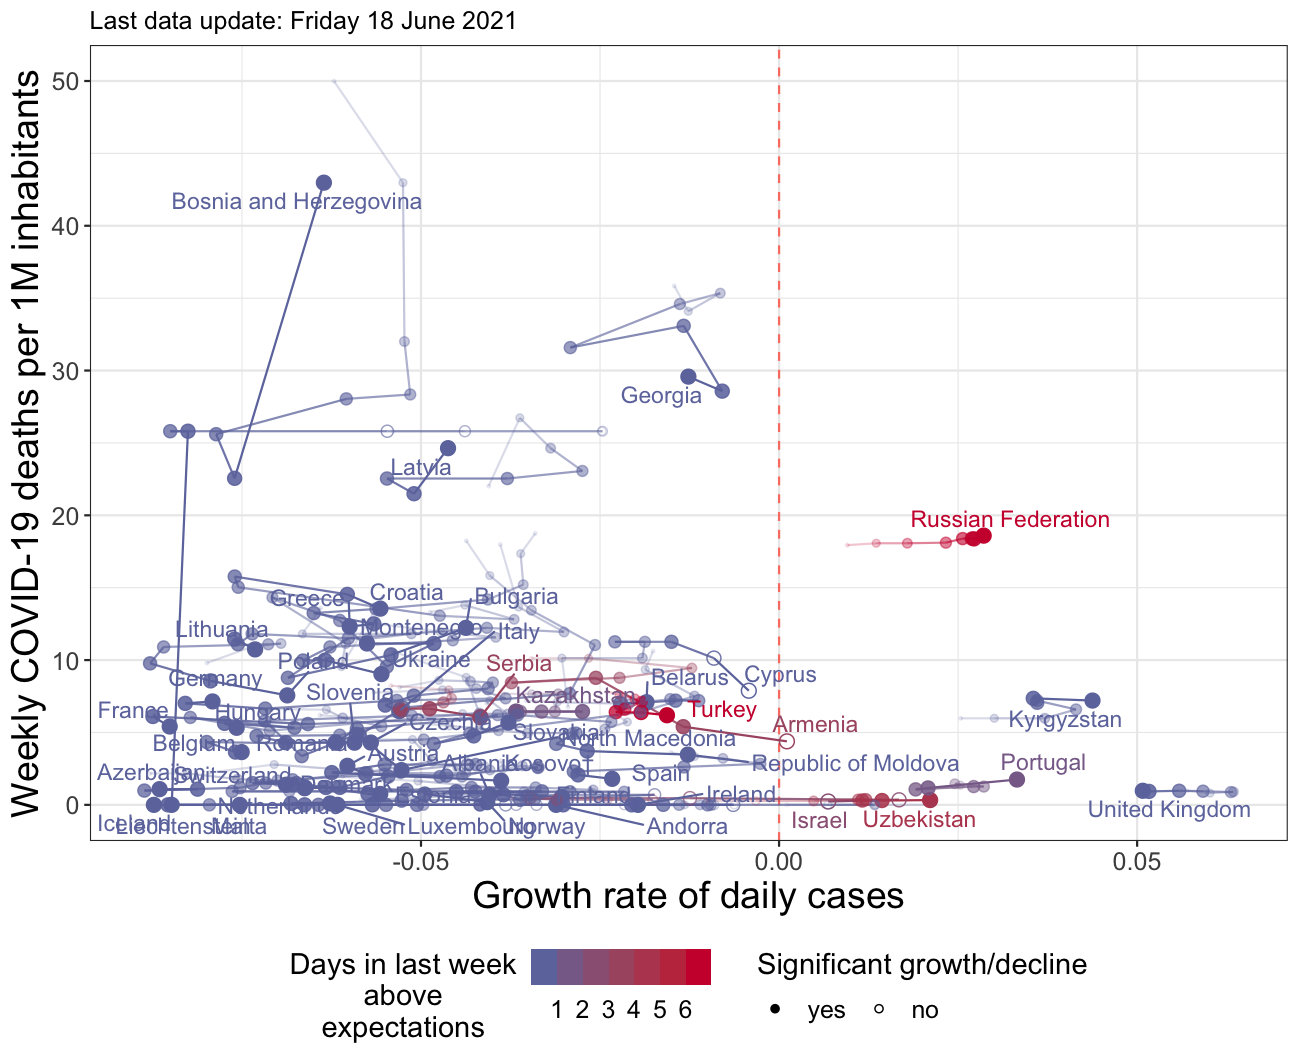 Last data update: Friday 18 June 2021
Weekly COVID-19 deaths per 1M inhabitants
50
40
30
20
10
0
Bosnia and Herzegovina
Georgia
Latvia
Russian Federation
Greece
Croatia
Bulgaria
Lithuania
Montenegro
Italy
Poland
Ukraine
Serbia
Germany
Belarus
Cyprus
Slovenia
Kazakhstan
France
Hungary
Czechia
Turkey
Kyrgyzstan
Armenia
Slovakia
Belgium
Romania
North Macedonia
Austria
Albania
Kosovo
Republic of Moldova
Azerbaijan
Switzerland
Spain
Portugal
Denmark
Finland
Ireland
Netherlands
United Kingdom
Iceland
Liechtenstein
Malta
Sweden
Luxembourg
Norway
Andorra
Israel
Uzbekistan
-0.05
0.00
0.05
Growth rate of daily cases
Days in last week
above
expectations
1 2 3 4 5 6
Significant growth/decline
yes
no